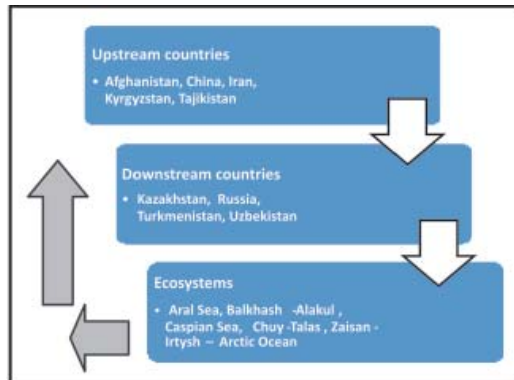 Upstream countries
• Afghanistan, China, Iran,
Kyrgyzstan, Tajikistan
Downstream countries
• Kazakhstan, Russia,
Turkmenistan, Uzbekistan
Ecosystems
• Aral Sea, Balkhash -Alakul ,
Caspian Sea, Chuy -Talas , Zaisan -
Irtysh – Arctic Ocean